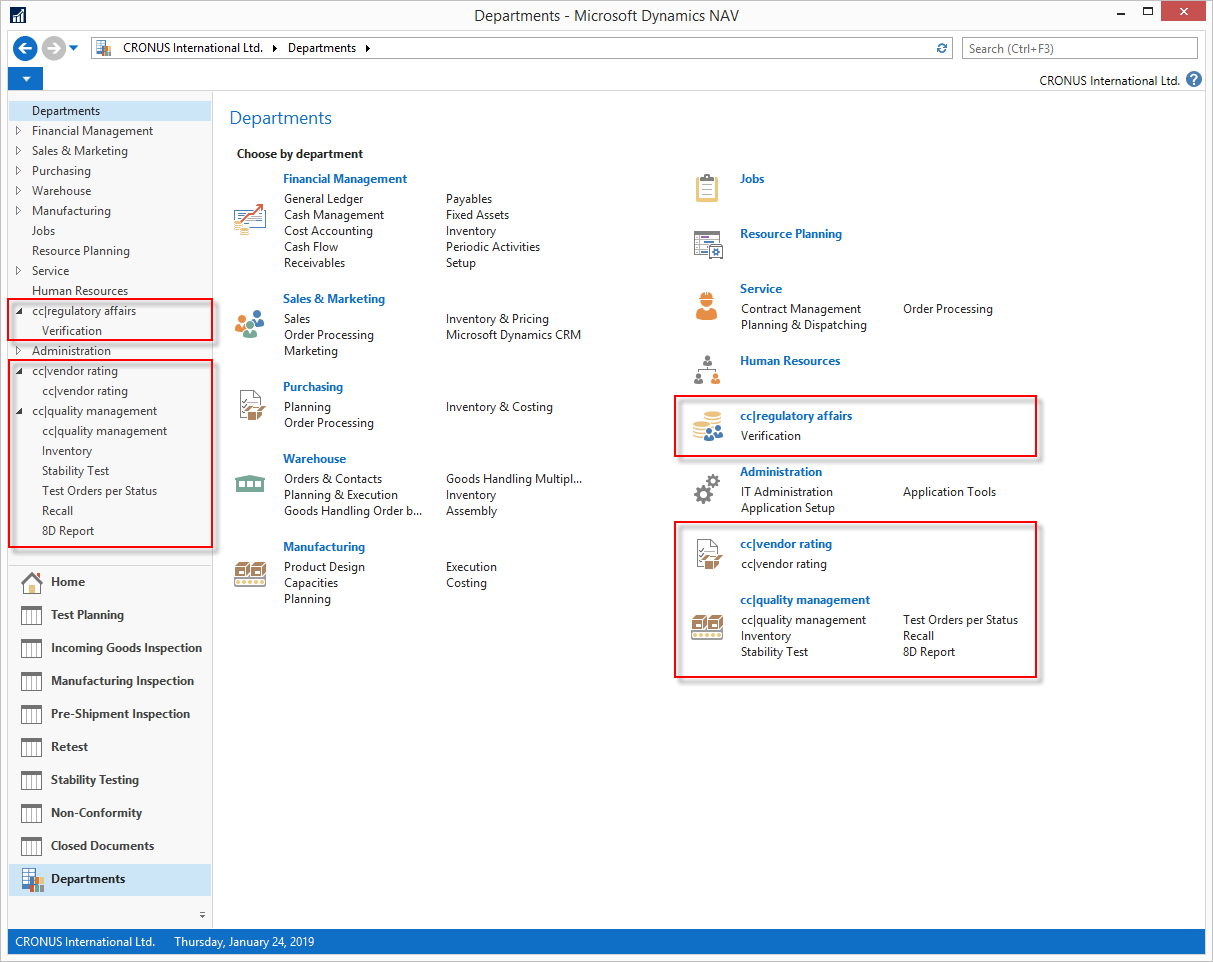 Departments - Microsoft Dynamics NAV
CRONUS International Ltd. Departments
Search (Ctrl+F3)
CRONUS International Ltd.
Departments
Financial Management
Sales & Marketing
Purchasing
Warehouse
Manufacturing
Jobs
Resource Planning
Service
Human Resources
cc|regulatory affairs
Verification
Administration
cc|vendor rating
cc|vendor rating
cc|quality management
cc|quality management
Inventory
Stability Test
Test Orders per Status
Recall
8D Report
Home
Test Planning
Incoming Goods Inspection
Manufacturing Inspection
Pre-Shipment Inspection
Retest
Stability Testing
Non-Conformity
Closed Documents
Departments
Departments
Choose by department
Financial Management
General Ledger Payables
Cash Management Fixed Assets
Cost Accounting Inventory
Cash Flow Periodic Activities
Receivables Setup
Sales & Marketing
Sales Inventory & Pricing
Order Processing Microsoft Dynamics CRM
Marketing
Purchasing
Planning Inventory & Costing
Order Processing
Warehouse
Orders & Contacts Goods Handling Multipl...
Planning & Execution Inventory
Goods Handling Order b... Assembly
Manufacturing
Product Design Execution
Capacities Costing
Planning
Jobs
Resource Planning
Service
Contract Management Order Processing
Planning & Dispatching
Human Resources
cc|regulatory affairs
Verification
Administration
IT Administration Application Tools
Application Setup
cc|vendor rating
cc|vendor rating
cc|quality management
cc|quality management Test Orders per Status
Inventory Recall
Stability Test 8D Report
CRONUS International Ltd. Thursday, January 24, 2019